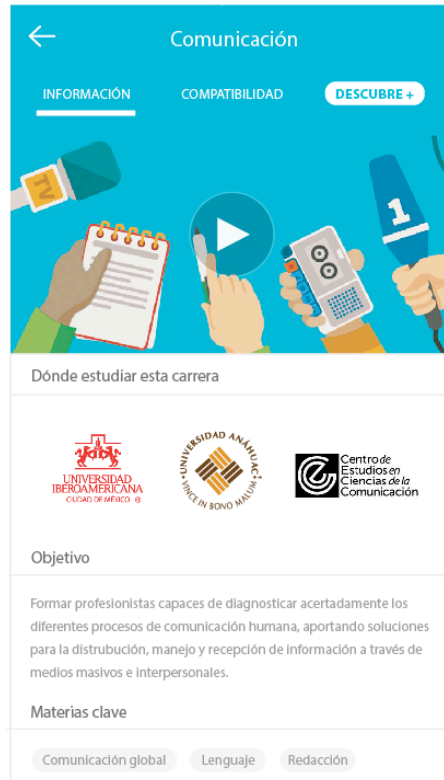 Comunicación
INFORMACIÓN
COMPATIBILIDAD
DESCUBRE +
TV
1
Dónde estudiar esta carrera
UNIVERSIDAD
IBEROAMERICANA
CIUDAD DE MÉXICO ®
UNIVERSIDAD ANÁHUAC
VINCE IN BONO MALUM
Centro de
Estudios en
Ciencias de la
Comunicación
Objetivo
Formar profesionistas capaces de diagnosticar acertadamente los
diferentes procesos de comunicación humana, aportando soluciones
para la distrubución, manejo y recepción de información a través de
medios masivos e interpersonales.
Materias clave
Comunicación global
Lenguaje
Redacción